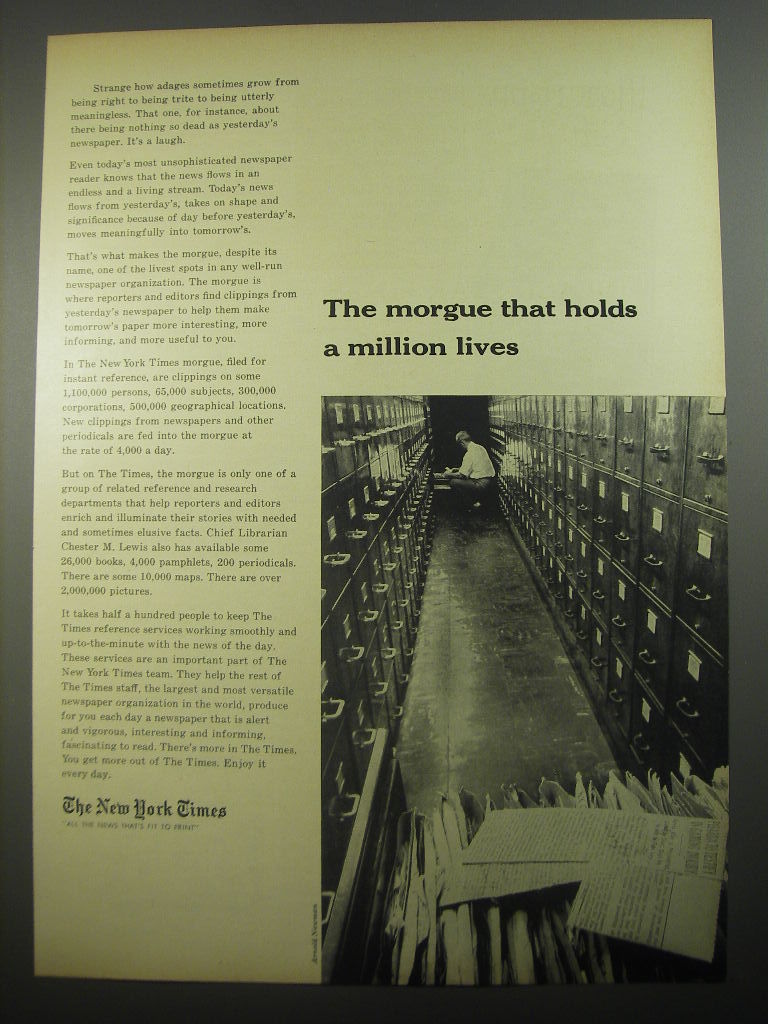 Strange how adages sometimes grow from
being right to being trite to being utterly
meaningless. That one, for instance, about
there being nothing so dead as yesterday's
newspaper. It's a laugh.
Even today's most unsophisticated newspaper
reader knows that the news flows in an
endless and a living stream. Today's news
flows from yesterday's, takes on shape and
significance because of day before yesterday's,
moves meaningfully into tomorrow's.
That's what makes the morgue, despite its
name, one of the livest spots in any well-run
newspaper organization. The morgue is
where reporters and editors find clippings from
yesterday's newspaper to help them make
tomorrow's paper more interesting, more
informing, and more useful to you.
In The New York Times morgue, filed for
instant reference, are clippings on some
1,100,000 persons, 65,000 subjects, 300,000
corporations, 500,000 geographical locations.
New clippings from newspapers and other
periodicals are fed into the morgue at
the rate of 4,000 a day.
But on The Times, the morgue is only one of a
group of related reference and research
departments that help reporters and editors
enrich and illuminate their stories with needed
and sometimes elusive facts. Chief Librarian
Chester M. Lewis also has available some
26,000 books, 4,000 pamphlets, 200 periodicals.
There are some 10,000 maps. There are over
2,000,000 pictures.
It takes half a hundred people to keep The
Times reference services working smoothly and
up-to-the-minute with the news of the day.
These services are an important part of The
New York Times team. They help the rest of
The Times staff, the largest and most versatile
newspaper organization in the world, produce
for you each day a newspaper that is alert
and vigorous, interesting and informing,
fascinating to read. There's more in The Times.
You get more out of The Times. Enjoy it
every day.
The New York Times
"ALL THE NEWS THAT'S FIT TO PRINT"
The morgue that holds
a million lives
Arnold Newman